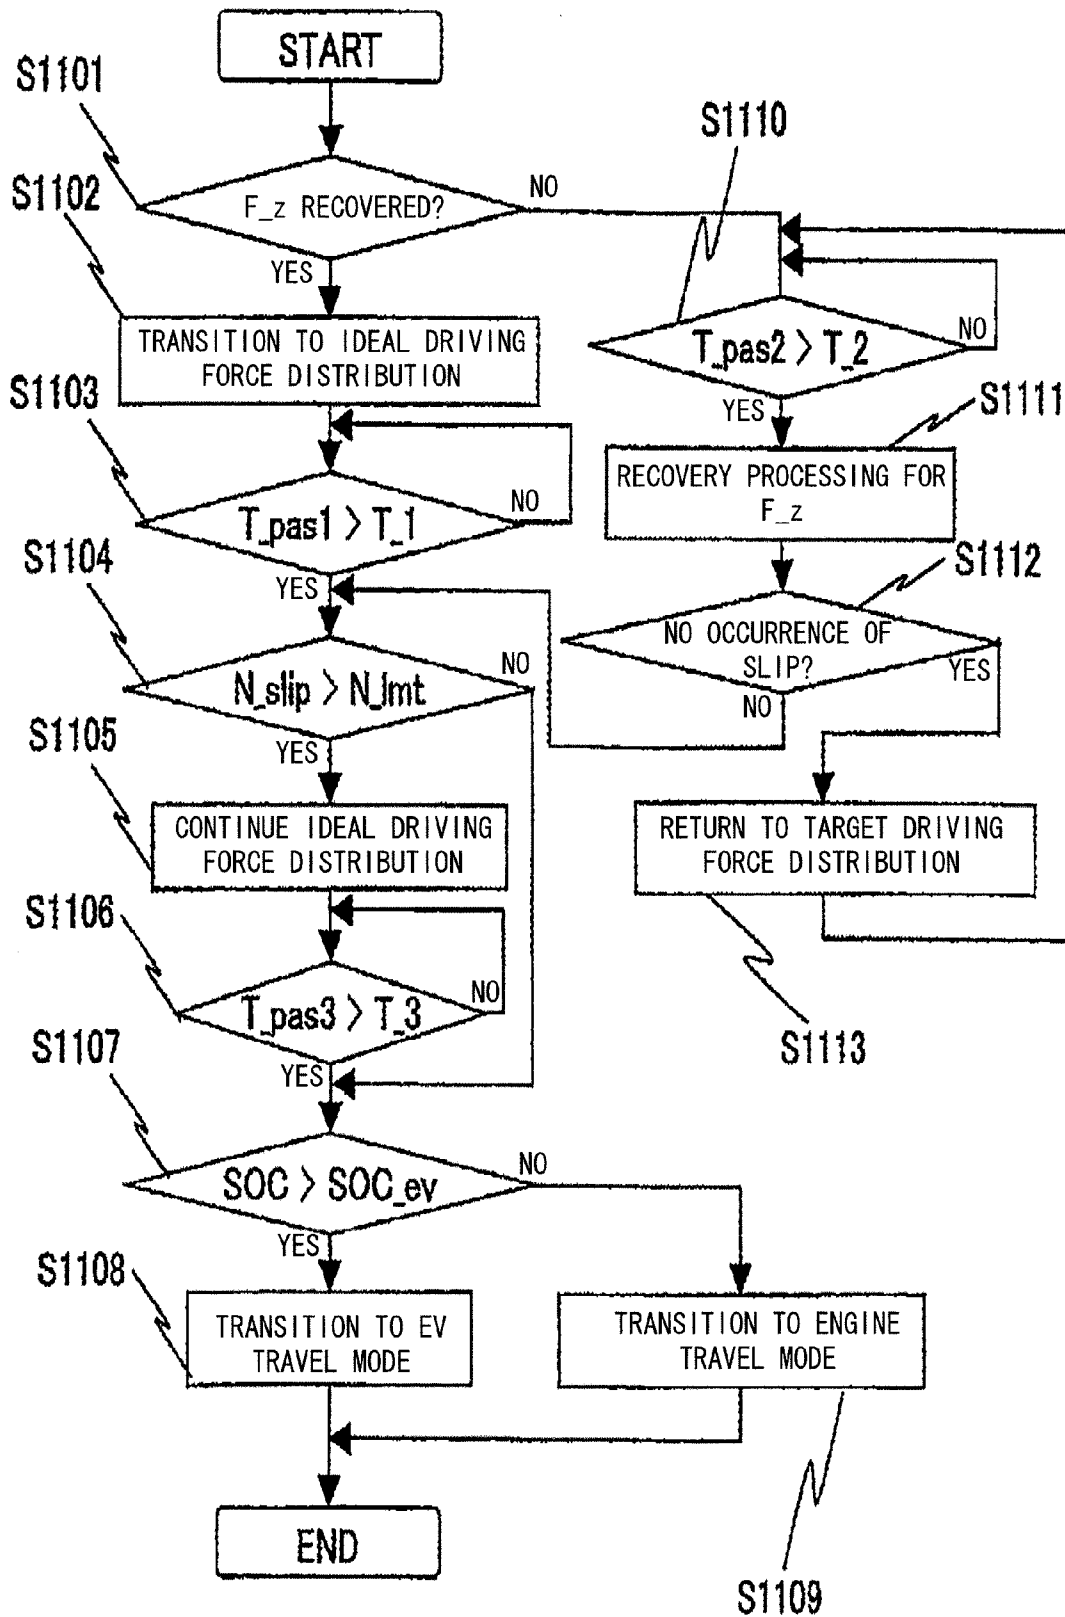 START
S1101
F_z RECOVERED?
NO
YES
S1102
TRANSITION TO IDEAL DRIVING
FORCE DISTRIBUTION
S1103
T_pas1 > T_1
NO
YES
S1104
N_slip > N_lmt
NO
YES
S1105
CONTINUE IDEAL DRIVING
FORCE DISTRIBUTION
S1106
T_pas3 > T_3
NO
YES
S1107
SOC > SOC_ev
NO
YES
S1108
TRANSITION TO EV
TRAVEL MODE
TRANSITION TO ENGINE
TRAVEL MODE
S1109
END
S1110
T_pas2 > T_2
NO
YES
S1111
RECOVERY PROCESSING FOR
F_z
S1112
NO OCCURRENCE OF
SLIP?
YES
NO
RETURN TO TARGET DRIVING
FORCE DISTRIBUTION
S1113